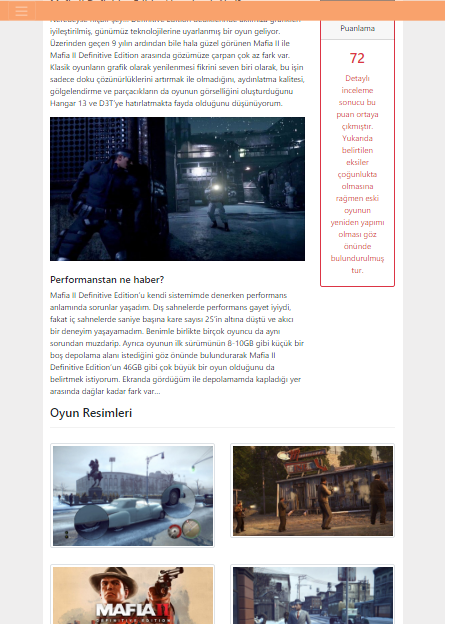 iyileştirilmiş, günümüz teknolojilerine uyarlanmış bir oyun geliyor.
Üzerinden geçen 9 yılın ardından bile hala güzel görünen Mafia II ile
Mafia II Definitive Edition arasında gözümüze çarpan çok az fark var.
Klasik oyunların grafik olarak yenilenmesi fikrini seven biri olarak, bu işin
sadece doku çözünürlüklerini artırmak ile olmadığını, aydınlatma kalitesi,
gölgelendirme ve parçacıkların da oyunun görselliğini oluşturduğunu
Hangar 13 ve D3T'ye hatırlatmakta fayda olduğunu düşünüyorum.
Performanstan ne haber?
Mafia II Definitive Edition'u kendi sistemimde denerken performans
anlamında sorunlar yaşadım. Dış sahnelerde performans gayet iyiydi,
fakat iç sahnelerde saniye başına kare sayısı 25'in altına düştü ve akıcı
bir deneyim yaşayamadım. Benimle birlikte birçok oyuncu da aynı
sorundan muzdarip. Ayrıca oyunun ilk sürümünün 8-10GB gibi küçük bir
boş depolama alanı istediğini göz önünde bulundurarak Mafia II
Definitive Edition'un 46GB gibi çok büyük bir oyun olduğunu da
belirtmek istiyorum. Ekranda gördüğüm ile depolamamda kapladığı yer
arasında dağlar kadar fark var...
Oyun Resimleri
MAFIA II
DEFINITIVE EDITION
Puanlama
72
Detaylı
inceleme
sonucu bu
puan ortaya
çıkmıştır.
Yukarıda
belirtilen
eksiler
çoğunlukta
olmasına
rağmen eski
oyunun
yeniden yapımı
olması göz
önünde
bulundurulmuş
tur.